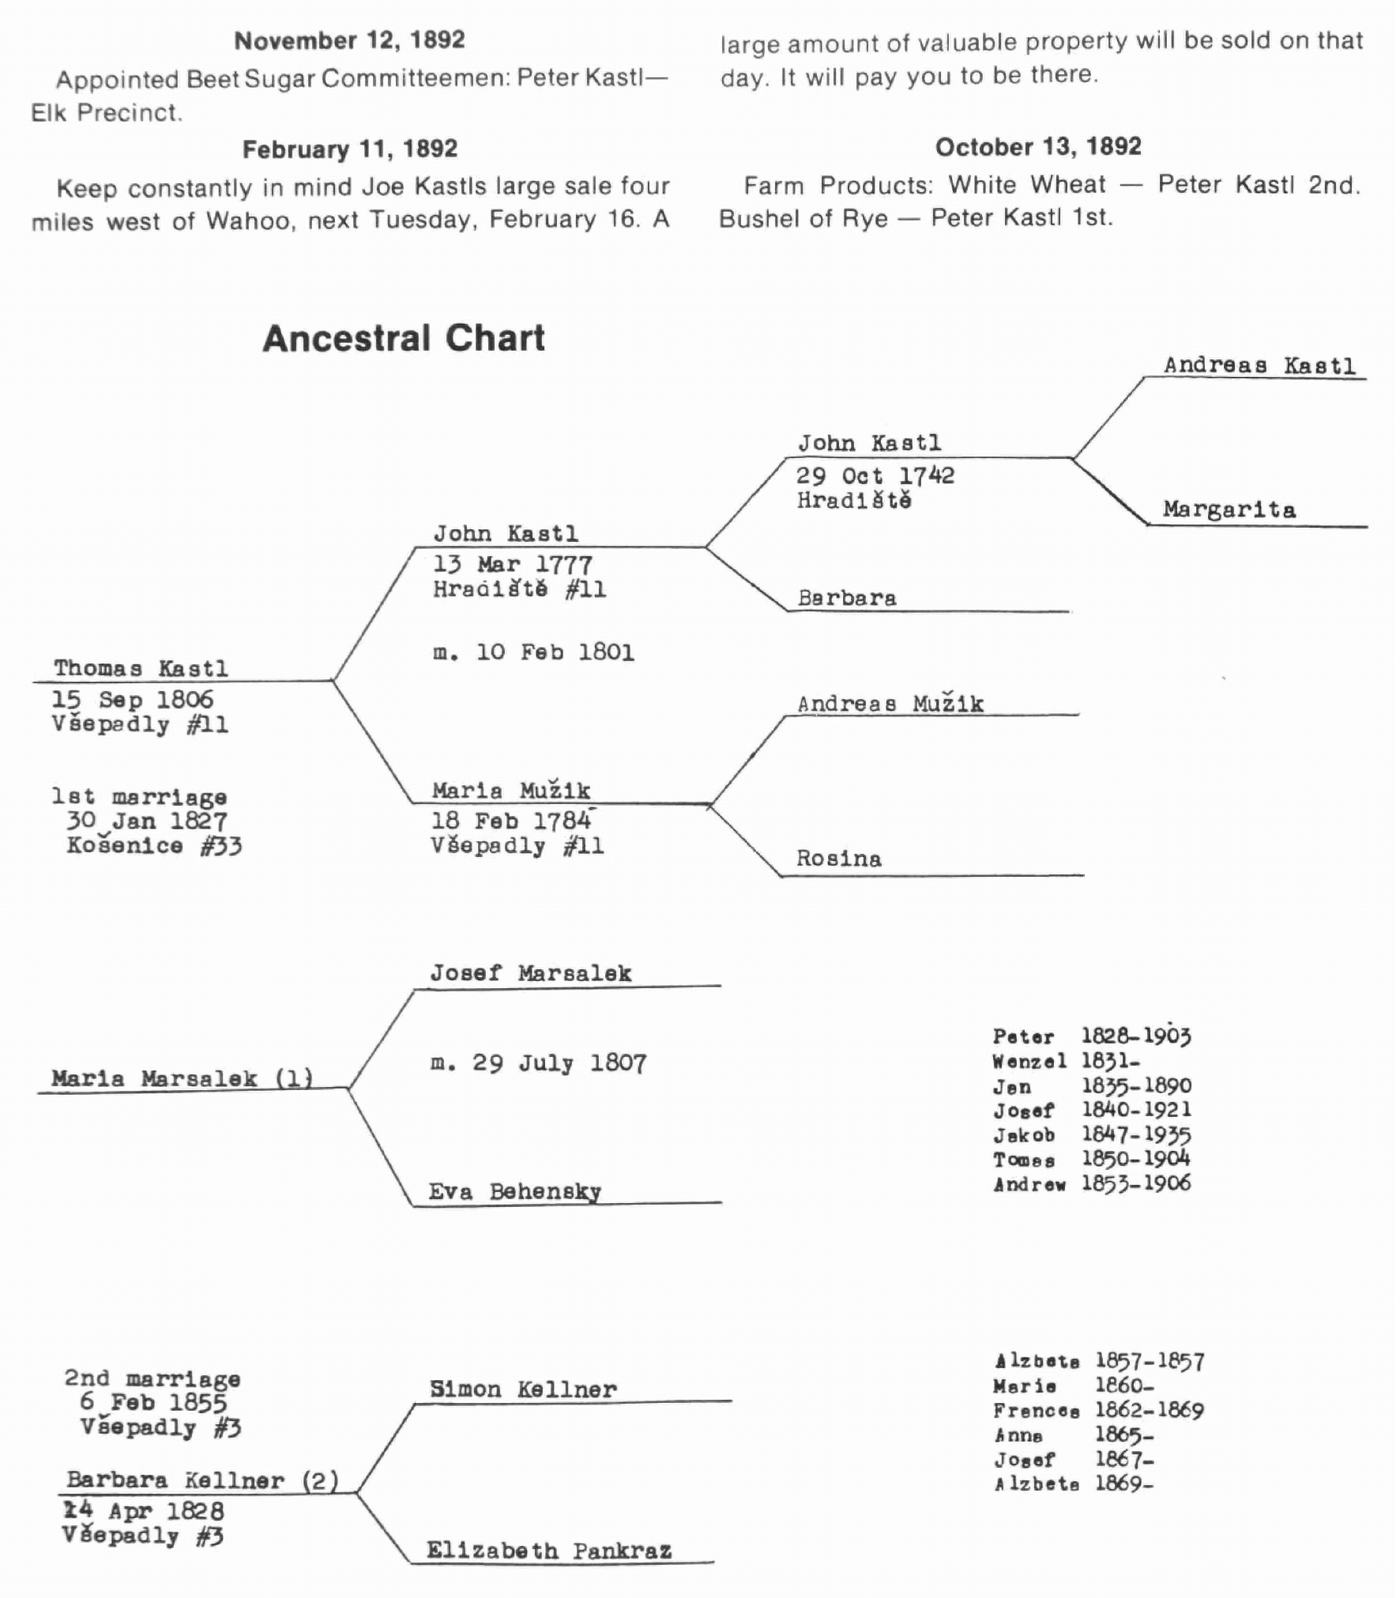 November 12, 1892
Appointed Beet Sugar Committeemen: Peter Kastl—
Elk Precinct.
February 11, 1892
Keep constantly in mind Joe Kastls large sale four
miles west of Wahoo, next Tuesday, February 16. A
large amount of valuable property will be sold on that
day. It will pay you to be there.
October 13, 1892
Farm Products: White Wheat — Peter Kastl 2nd.
Bushel of Rye — Peter Kastl 1st.
Ancestral Chart
Andreas Kastl
John Kastl
29 Oct 1742
Hradiště
Margarita
John Kastl
13 Mar 1777
Hradiště #11
Barbara
m. 10 Feb 1801
Thomas Kastl
15 Sep 1806
Všepadly #11
Andreas Mužik
1st marriage
30 Jan 1827
Košenice #33
Maria Mužik
18 Feb 1784
Všepadly #11
Rosina
Josef Marsalek
m. 29 July 1807
Maria Marsalek (1)
Eva Behensky
Peter 1828-1903
Wenzel 1831-
Jan 1835-1890
Josef 1840-1921
Jakob 1847-1935
Tomas 1850-1904
Andrew 1853-1906
2nd marriage
6 Feb 1855
Všepadly #3
Simon Kellner
Barbara Kellner (2)
Apr 1828
Všepadly #3
Elizabeth Pankraz
Alzbeta 1857-1857
Marie 1860-
Frances 1862-1869
Anna 1865-
Josef 1867-
Alzbeta 1869-